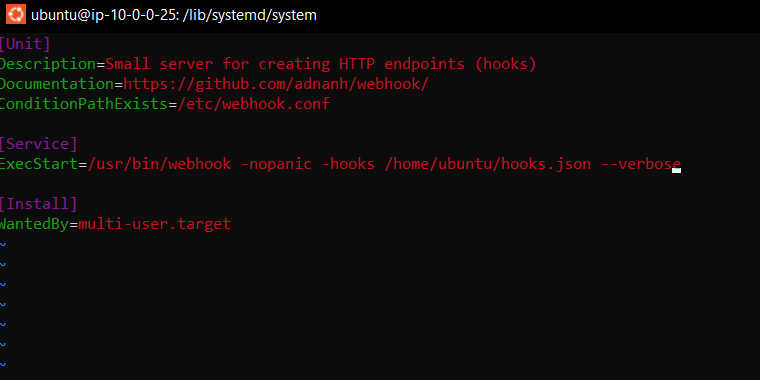 ubuntu@ip-10-0-0-25: /lib/systemd/system
[Unit]
Description=Small server for creating HTTP endpoints (hooks)
Documentation=https://github.com/adnanh/webhook/
ConditionPathExists=/etc/webhook.conf
[Service]
ExecStart=/usr/bin/webhook -nopanic -hooks /home/ubuntu/hooks.json --verbose
[Install]
WantedBy=multi-user.target
~
~
~
~
~
~
~